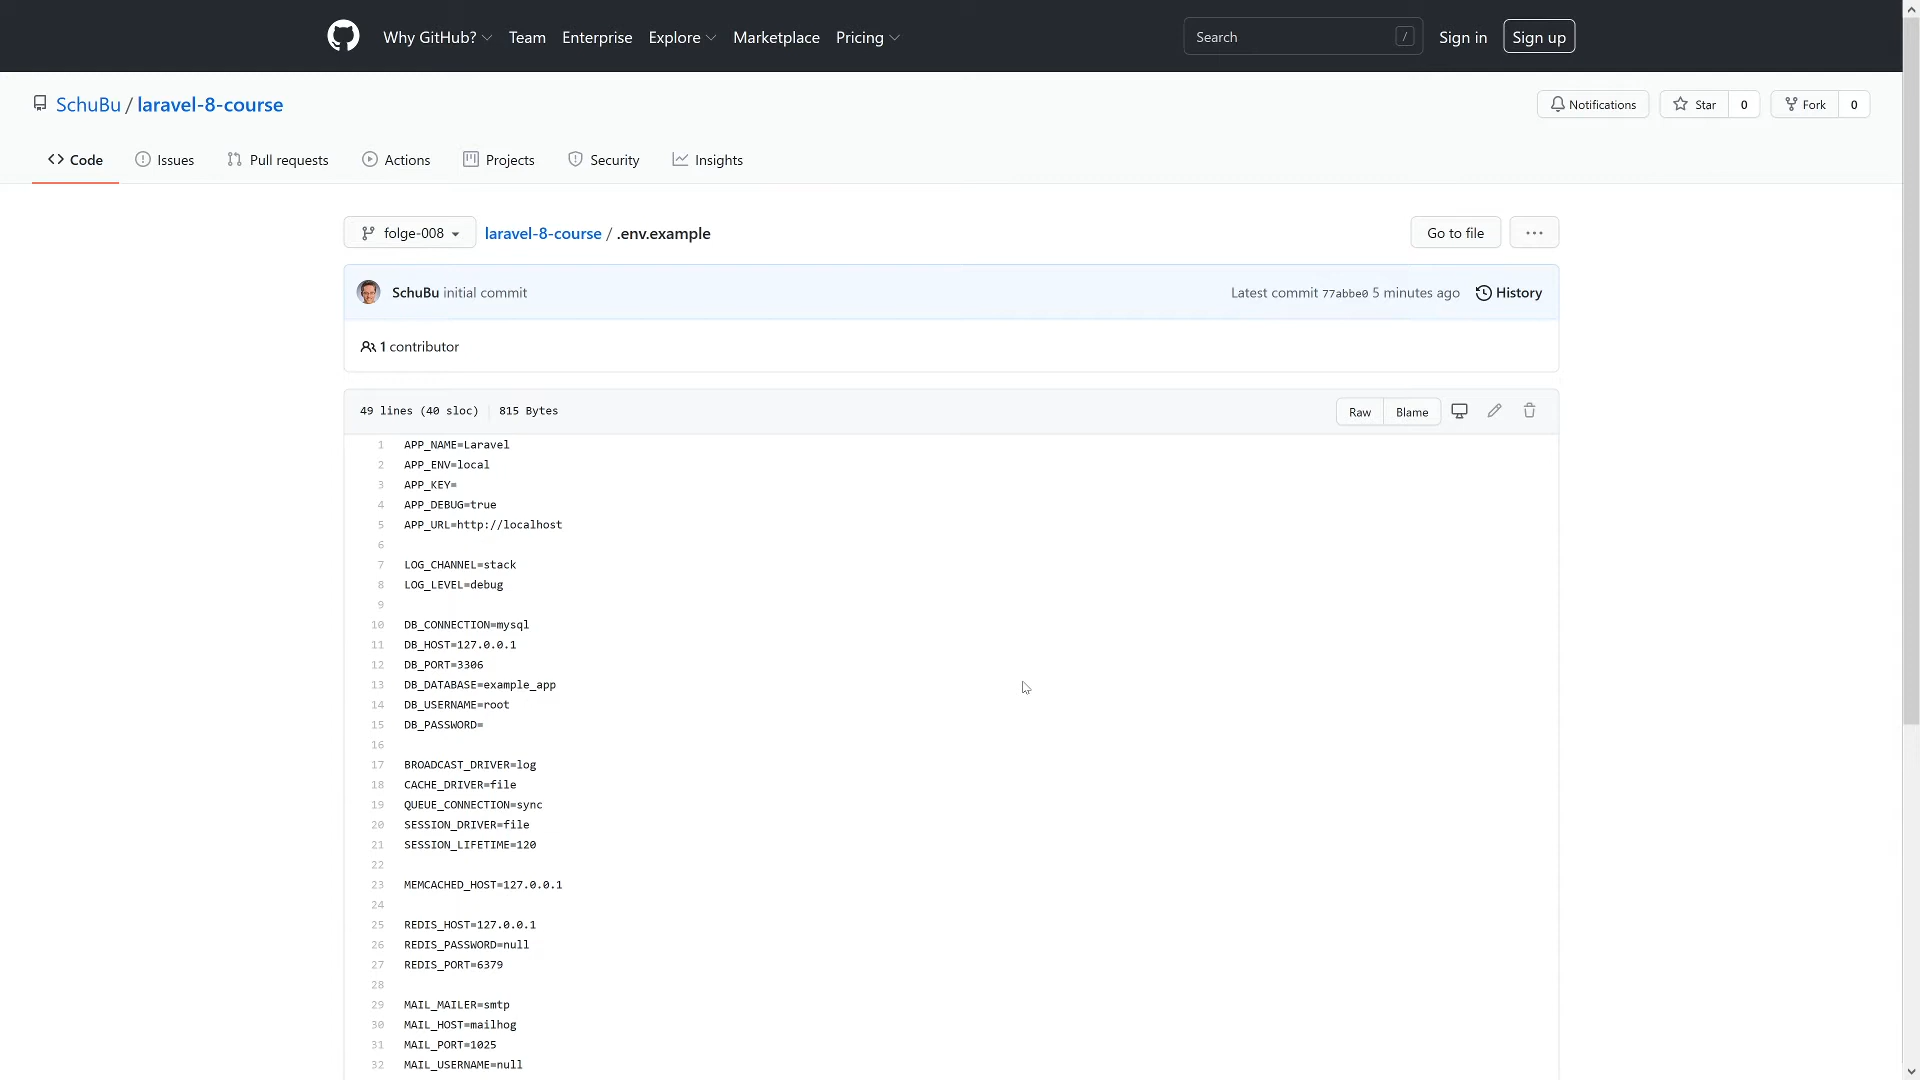 Why GitHub? Team Enterprise Explore Marketplace Pricing Search / Sign in Sign up
SchuBu / laravel-8-course Notifications Star 0 Fork 0
Code Issues Pull requests Actions Projects Security Insights
folge-008 laravel-8-course / .env.example Go to file ...
SchuBu initial commit Latest commit 77abbe0 5 minutes ago History
1 contributor
49 lines (40 sloc) 815 Bytes Raw Blame
1 APP_NAME=Laravel
2 APP_ENV=local
3 APP_KEY=
4 APP_DEBUG=true
5 APP_URL=http://localhost
6
7 LOG_CHANNEL=stack
8 LOG_LEVEL=debug
9
10 DB_CONNECTION=mysql
11 DB_HOST=127.0.0.1
12 DB_PORT=3306
13 DB_DATABASE=example_app
14 DB_USERNAME=root
15 DB_PASSWORD=
16
17 BROADCAST_DRIVER=log
18 CACHE_DRIVER=file
19 QUEUE_CONNECTION=sync
20 SESSION_DRIVER=file
21 SESSION_LIFETIME=120
22
23 MEMCACHED_HOST=127.0.0.1
24
25 REDIS_HOST=127.0.0.1
26 REDIS_PASSWORD=null
27 REDIS_PORT=6379
28
29 MAIL_MAILER=smtp
30 MAIL_HOST=mailhog
31 MAIL_PORT=1025
32 MAIL_USERNAME=null